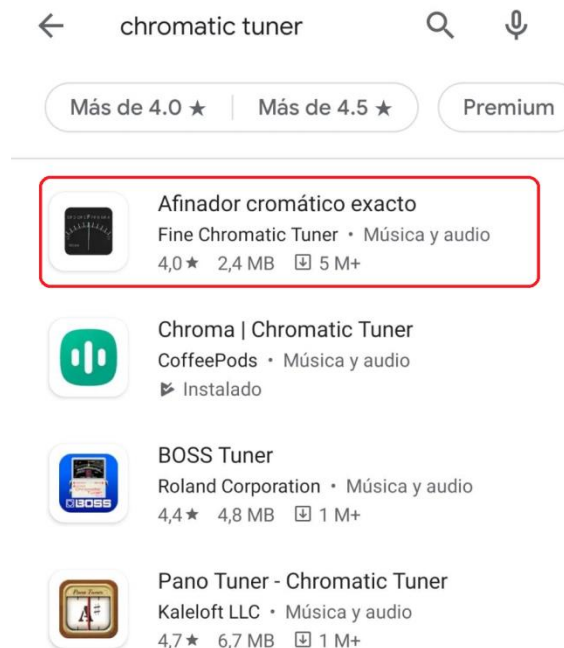 chromatic tuner
Más de 4.0 ★ Más de 4.5 ★ Premium
Afinador cromático exacto
Fine Chromatic Tuner • Música y audio
4,0★ 2,4 MB 5 M+
Chroma | Chromatic Tuner
CoffeePods • Música y audio
Instalado
BOSS
BOSS Tuner
Roland Corporation • Música y audio
4,4★ 4,8 MB 1 M+
Pano Tuner
A#
Pano Tuner - Chromatic Tuner
Kaleloft LLC • Música y audio
4,7★ 6,7 MB 1 M+